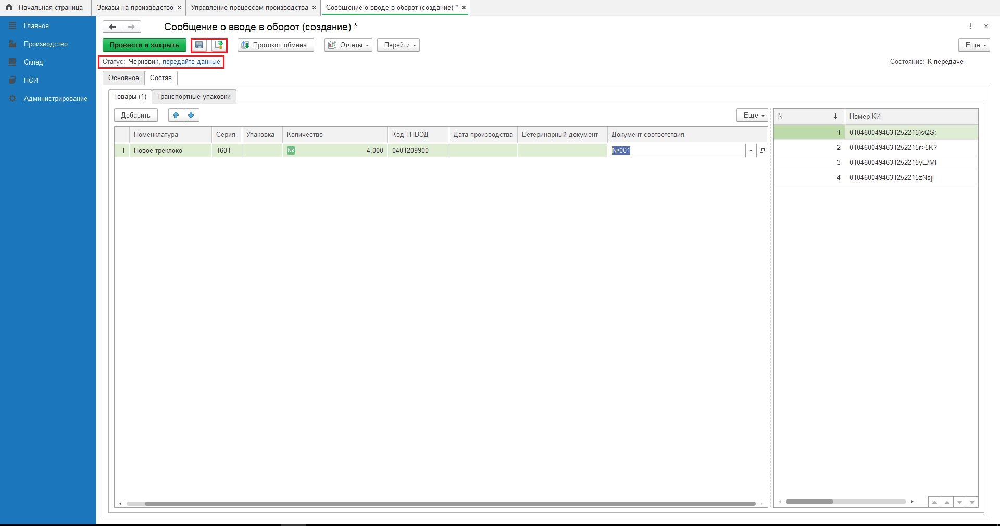 Начальная страница
Заказы на производство ×
Управление процессом производства ×
Сообщение о вводе в оборот (создание) * ×
Главное
Производство
Склад
НСИ
Администрирование
Сообщение о вводе в оборот (создание) *
Провести и закрыть
Протокол обмена
Отчеты
Перейти
Еще
Статус: Черновик, передайте данные
Состояние: К передаче
Основное
Состав
Товары (1)
Транспортные упаковки
Добавить
Еще
Номенклатура Серия Упаковка Количество Код ТНВЭД Дата производства Ветеринарный документ Документ соответствия
1 Новое треклоко 1601 № 4,000 0401209900 №001
N Номер КИ
1 0104600494631252215)sQS:
2 0104600494631252215r>5K?
3 0104600494631252215yE/MI
4 0104600494631252215zNsjI